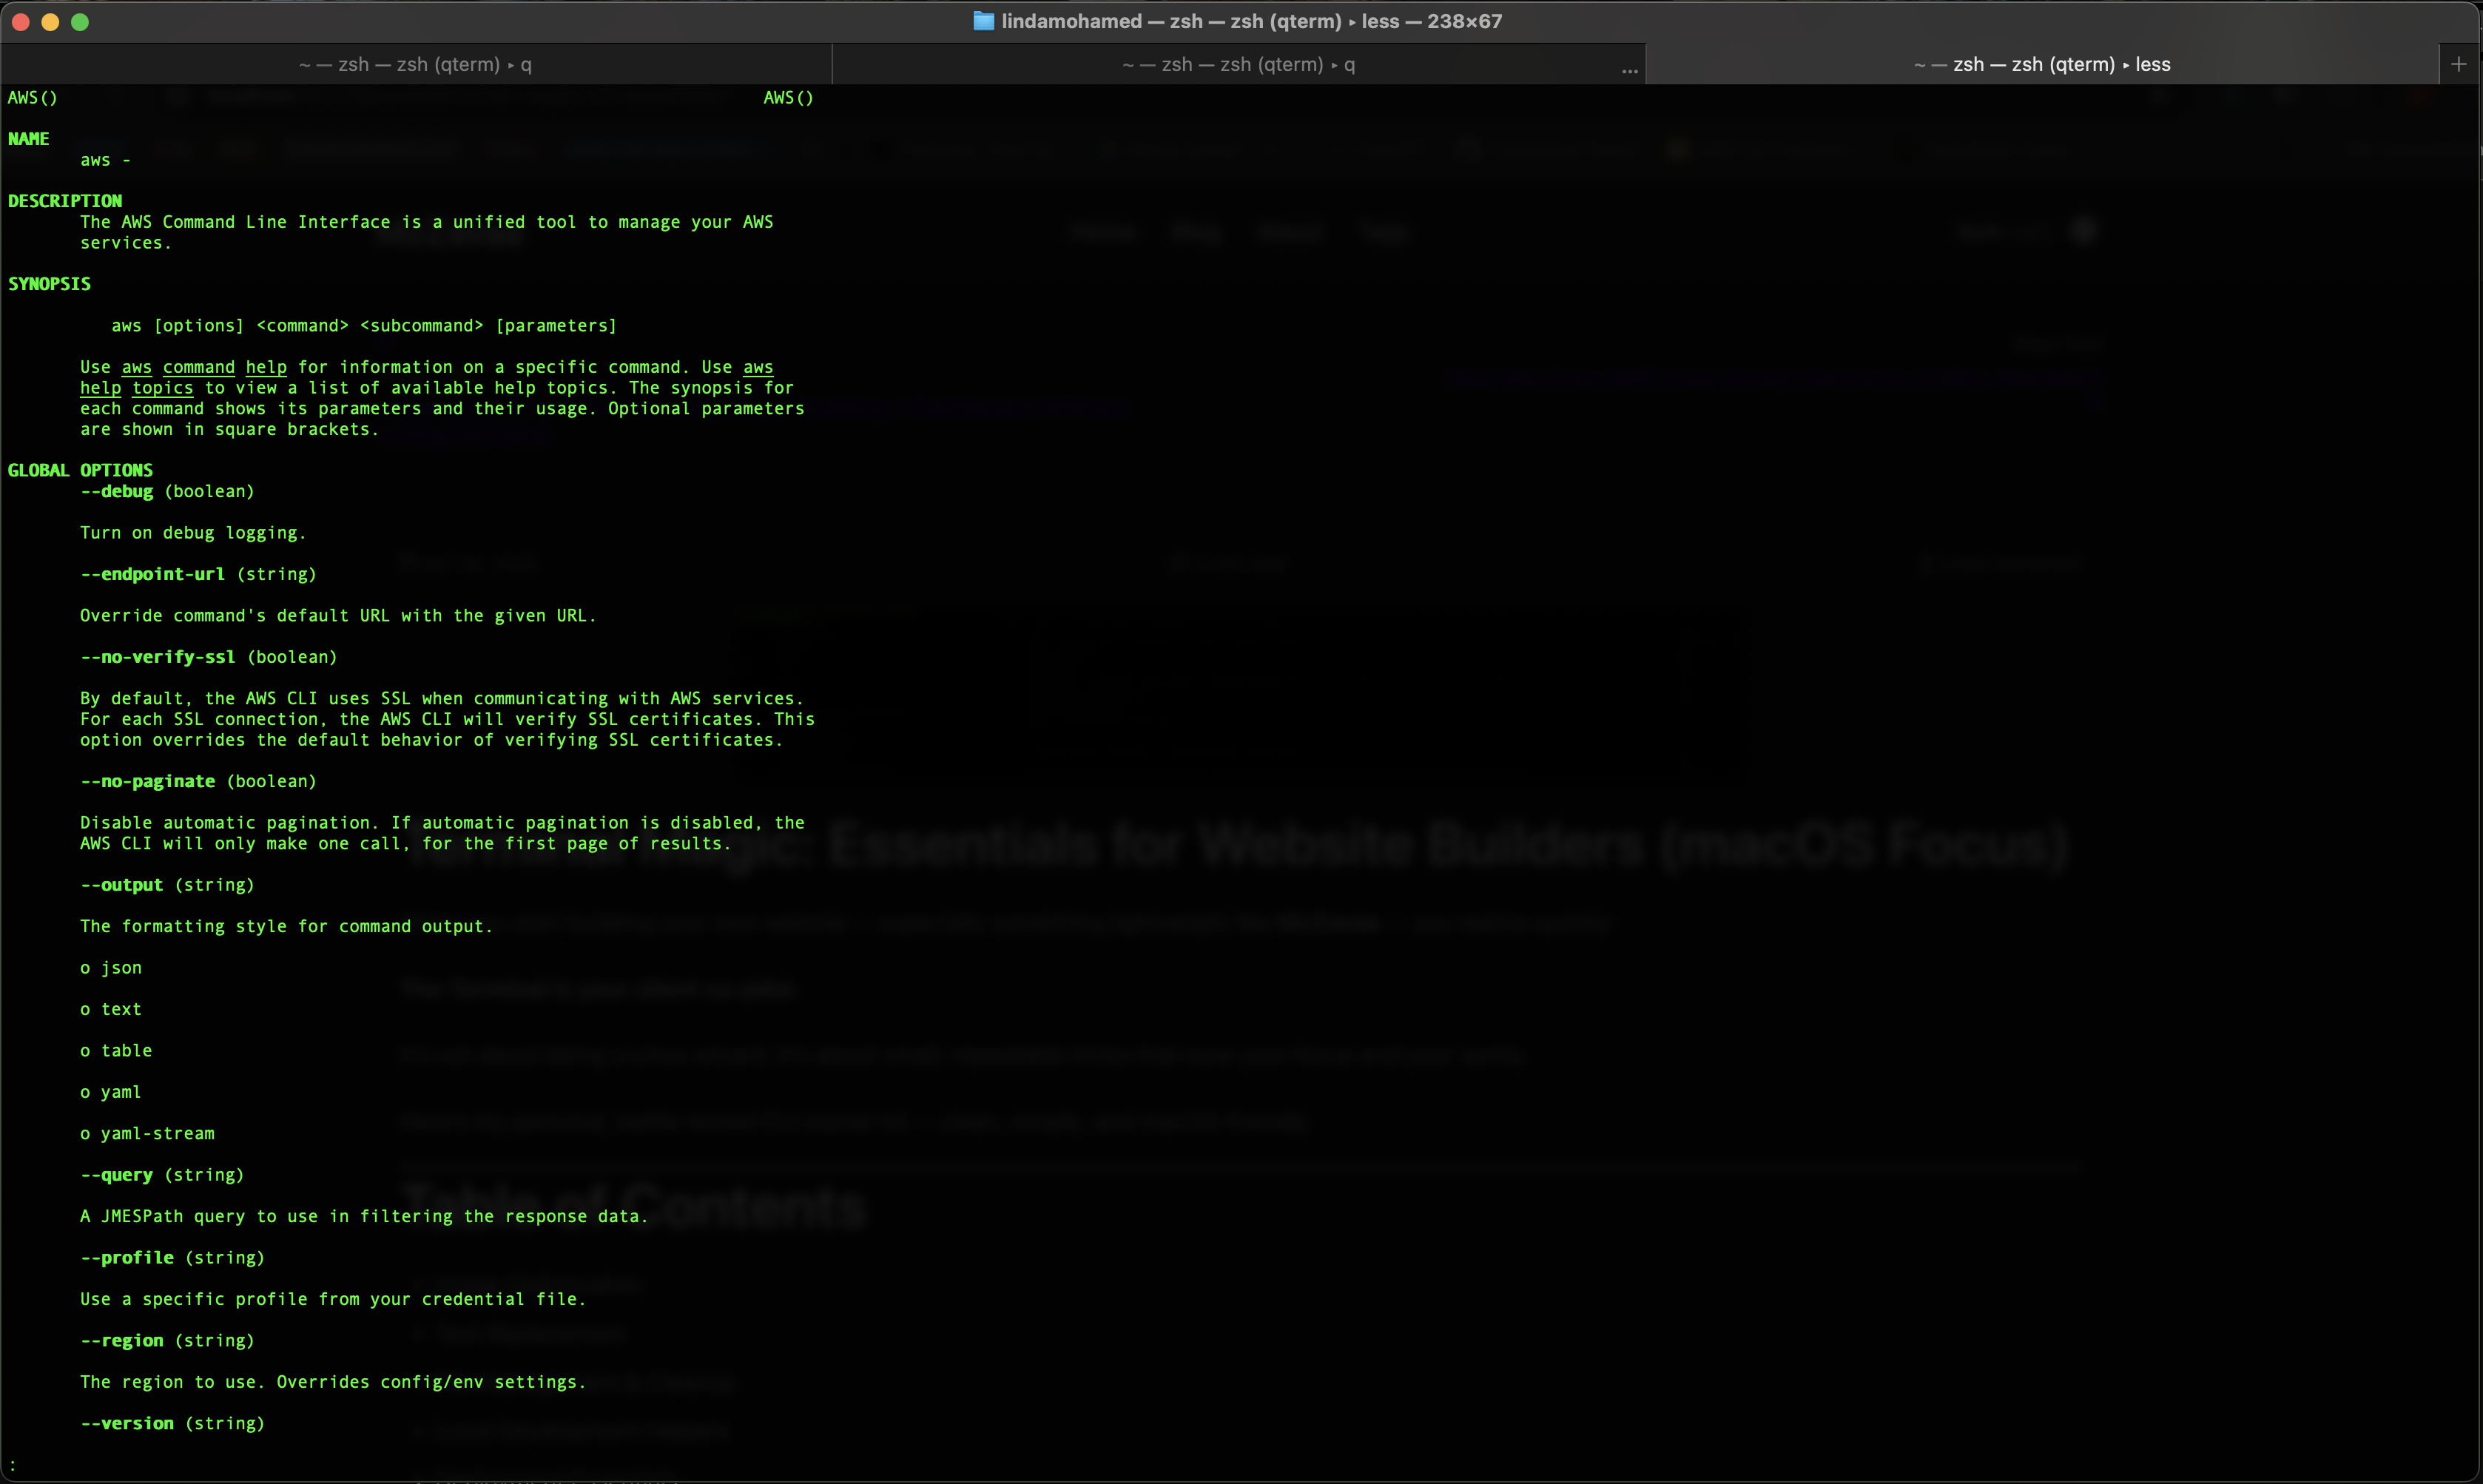 lindamohamed — zsh — zsh (qterm) ▸ less — 238×67
~ — zsh — zsh (qterm) ▸ q
~ — zsh — zsh (qterm) ▸ q
...
~ — zsh — zsh (qterm) ▸ less
+
AWS() AWS()
NAME
aws -
DESCRIPTION
The AWS Command Line Interface is a unified tool to manage your AWS
services.
SYNOPSIS
aws [options] <command> <subcommand> [parameters]
Use aws command help for information on a specific command. Use aws
help topics to view a list of available help topics. The synopsis for
each command shows its parameters and their usage. Optional parameters
are shown in square brackets.
GLOBAL OPTIONS
--debug (boolean)
Turn on debug logging.
--endpoint-url (string)
Override command's default URL with the given URL.
--no-verify-ssl (boolean)
By default, the AWS CLI uses SSL when communicating with AWS services.
For each SSL connection, the AWS CLI will verify SSL certificates. This
option overrides the default behavior of verifying SSL certificates.
--no-paginate (boolean)
Disable automatic pagination. If automatic pagination is disabled, the
AWS CLI will only make one call, for the first page of results.
Essentials for Website Builders (macOS Focus)
--output (string)
The formatting style for command output.
o json
o text
o table
o yaml
o yaml-stream
--query (string)
Table of Contents
A JMESPath query to use in filtering the response data.
--profile (string)
Use a specific profile from your credential file.
--region (string)
The region to use. Overrides config/env settings.
--version (string)
: